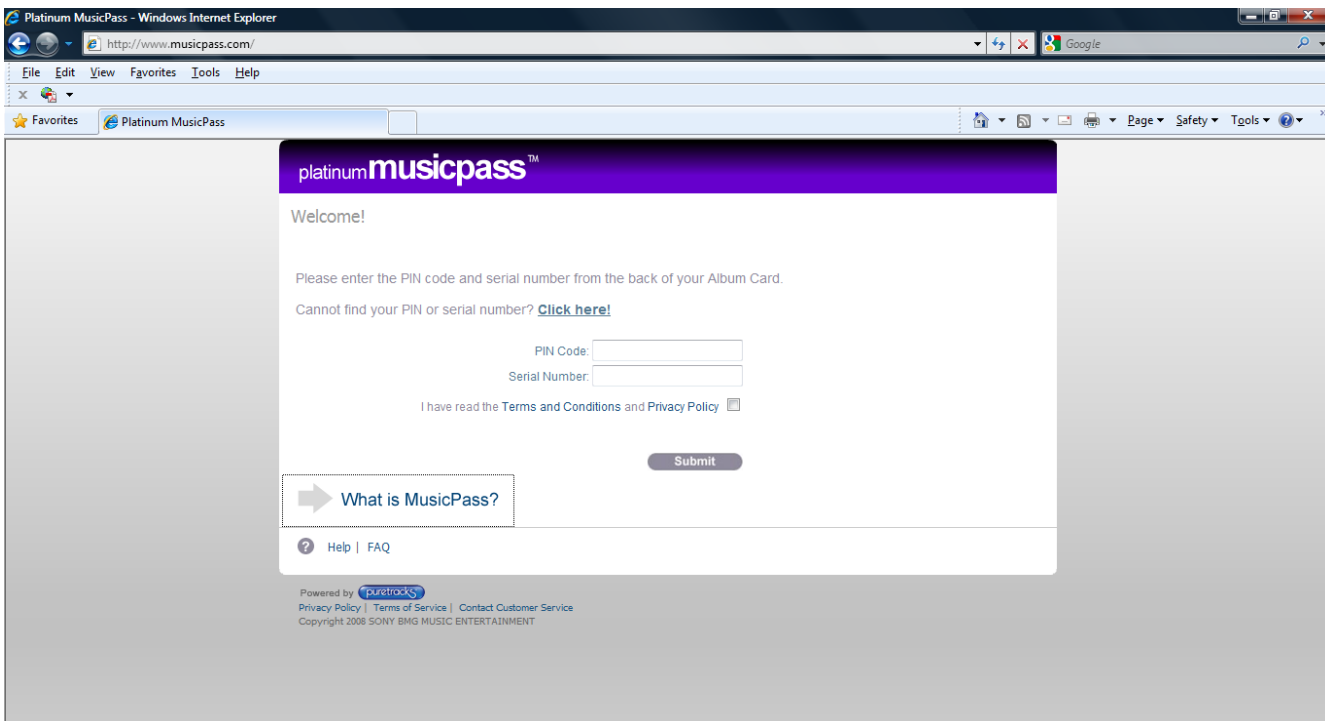 Platinum MusicPass - Windows Internet Explorer
http://www.musicpass.com/
Google
File Edit View Favorites Tools Help
x
Favorites Platinum MusicPass
Page Safety Tools
platinummusicpass™
Welcome!
Please enter the PIN code and serial number from the back of your Album Card.
Cannot find your PIN or serial number? Click here!
PIN Code:
Serial Number:
I have read the Terms and Conditions and Privacy Policy
Submit
What is MusicPass?
? Help | FAQ
Powered by puretracks
Privacy Policy | Terms of Service | Contact Customer Service
Copyright 2008 SONY BMG MUSIC ENTERTAINMENT